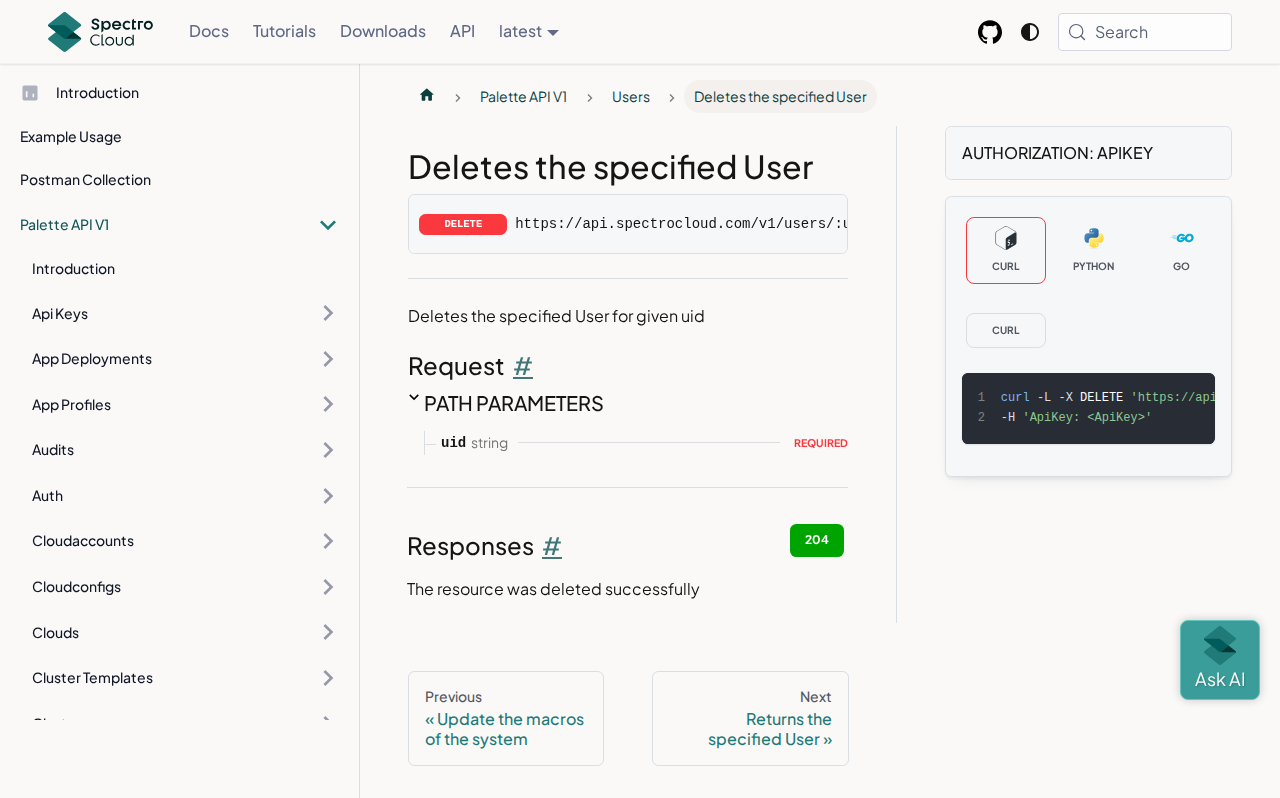 Spectro
Cloud
Docs
Tutorials
Downloads
API
latest
Search
Introduction
Example Usage
Postman Collection
Palette API V1
Introduction
Api Keys
App Deployments
App Profiles
Audits
Auth
Cloudaccounts
Cloudconfigs
Clouds
Cluster Templates
Palette API V1
Users
Deletes the specified User
Deletes the specified User
DELETE https://api.spectrocloud.com/v1/users/:u
Deletes the specified User for given uid
Request #
PATH PARAMETERS
uid string REQUIRED
Responses #
204
The resource was deleted successfully
Previous
« Update the macros
of the system
Next
Returns the
specified User »
AUTHORIZATION: APIKEY
CURL
PYTHON
GO
CURL
1 curl -L -X DELETE 'https://api
2 -H 'ApiKey: <ApiKey>'
Ask AI